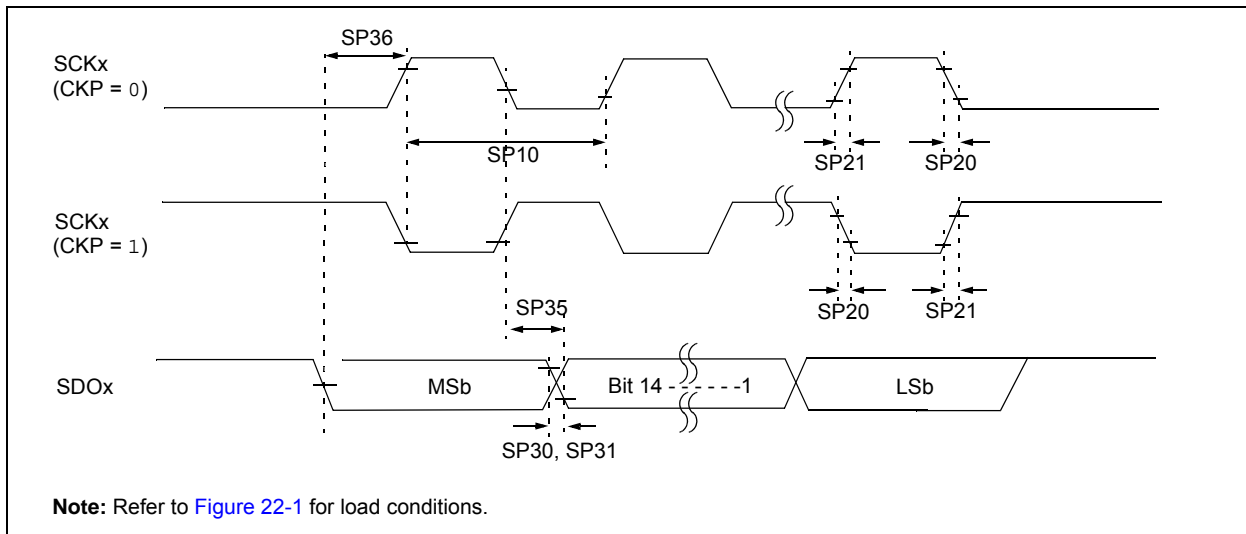 SP36
SCKx
(CKP = 0)
SP10
SP21
SP20
SCKx
(CKP = 1)
SP35
SP20
SP21
SDOx
MSb
Bit 14 - - - - - -1
LSb
SP30, SP31
Note: Refer to Figure 22-1 for load conditions.